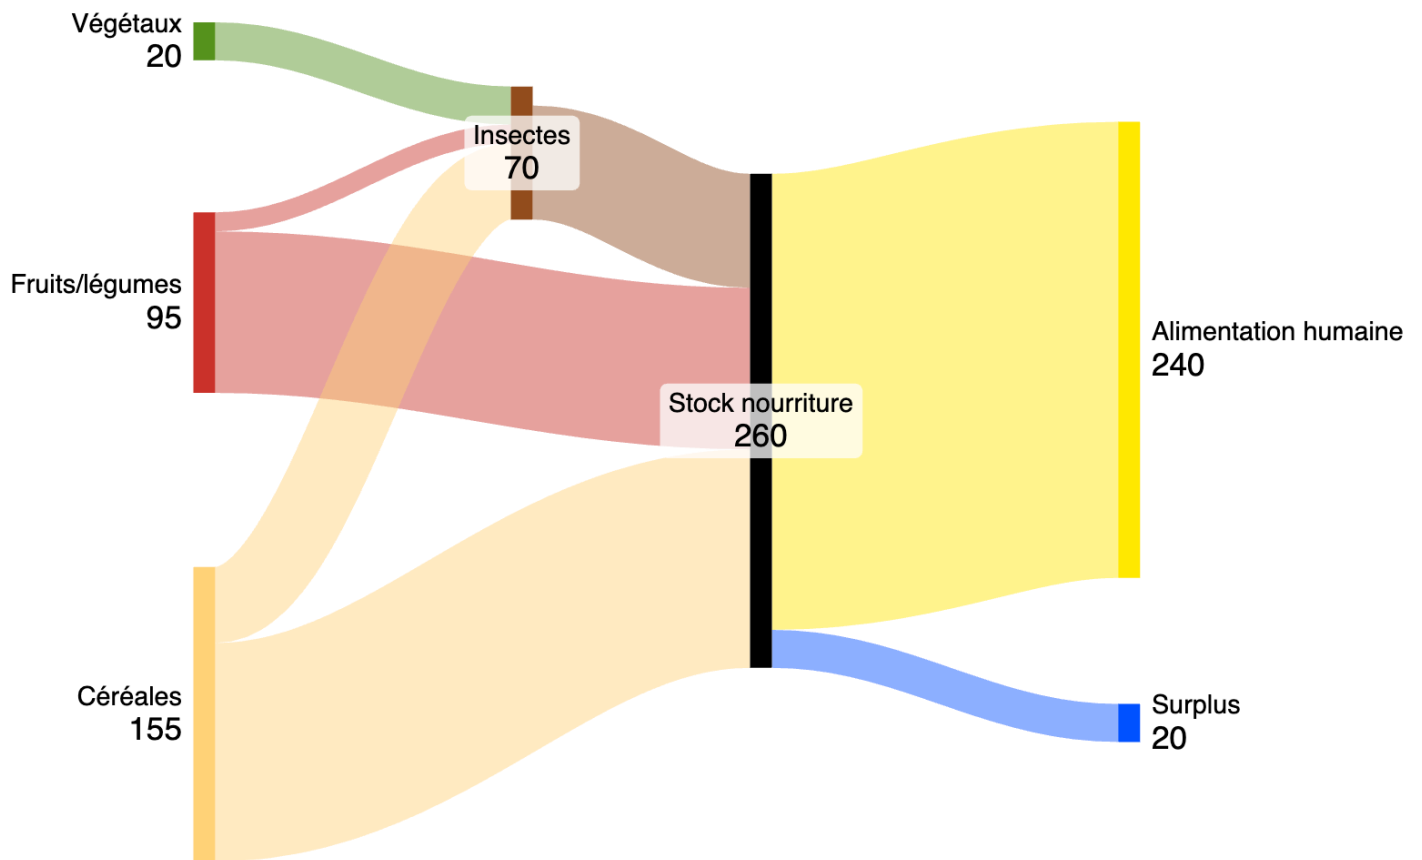 Végétaux
20
Insectes
70
Fruits/légumes
95
Alimentation humaine
240
Stock nourriture
260
Céréales
155
Surplus
20